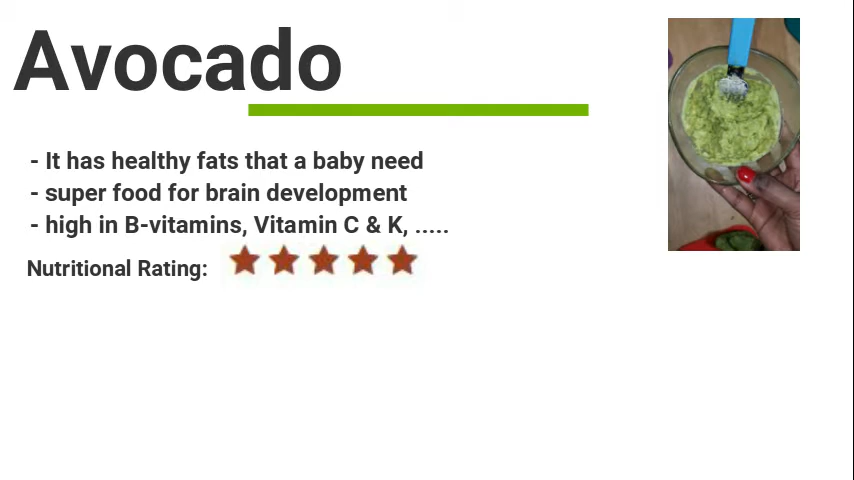 Avocado
- It has healthy fats that a baby need
- super food for brain development
- high in B-vitamins, Vitamin C & K, .....
Nutritional Rating: